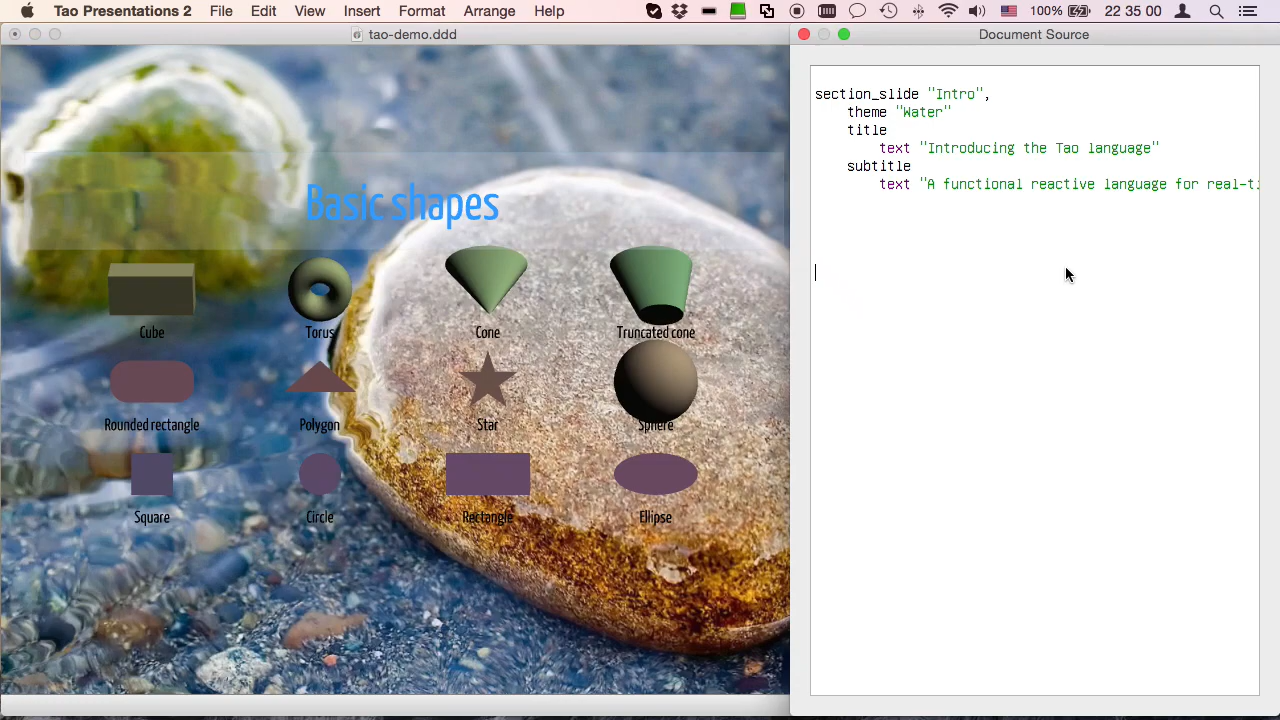 Tao Presentations 2 File Edit View Insert Format Arrange Help 100% 22 35 00
tao-demo.ddd
Document Source
Basic shapes
Cube Torus Cone Truncated cone
Rounded rectangle Polygon Star Sphere
Square Circle Rectangle Ellipse
section_slide "Intro",
theme "Water"
title
text "Introducing the Tao language"
subtitle
text "A functional reactive language for